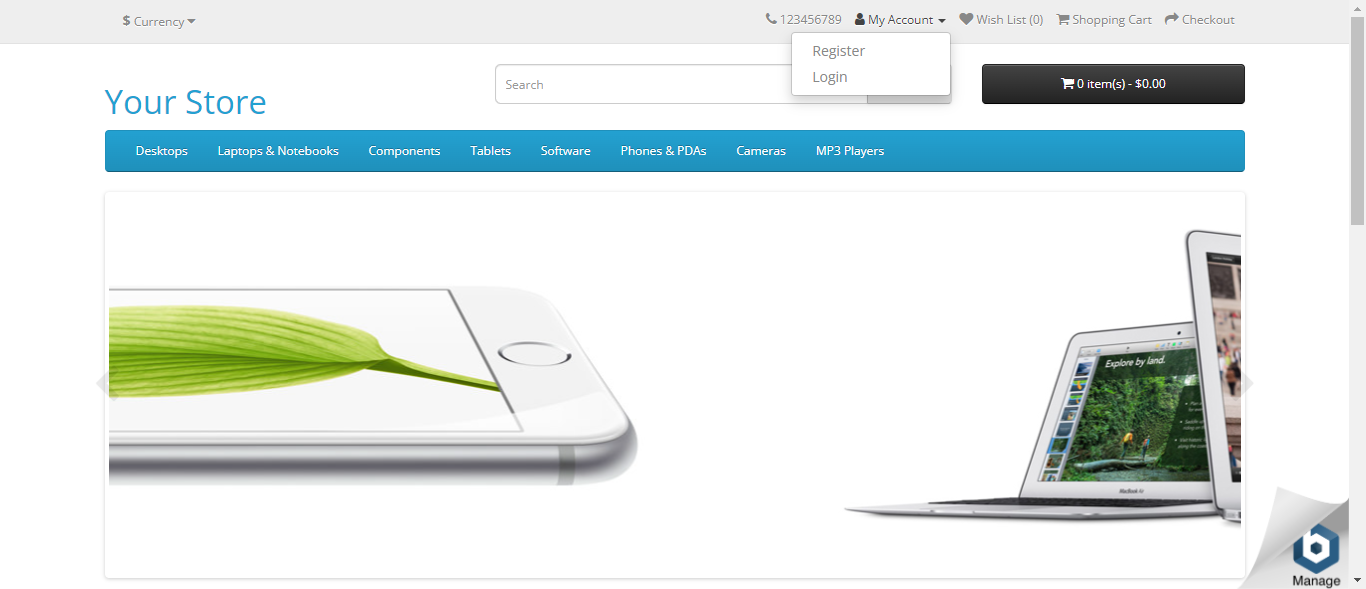 $ Currency
123456789 My Account Wish List (0) Shopping Cart Checkout
Register
Login
Search
0 item(s) - $0.00
Your Store
Desktops Laptops & Notebooks Components Tablets Software Phones & PDAs Cameras MP3 Players
Explore by land.
MacBook Air
Manage